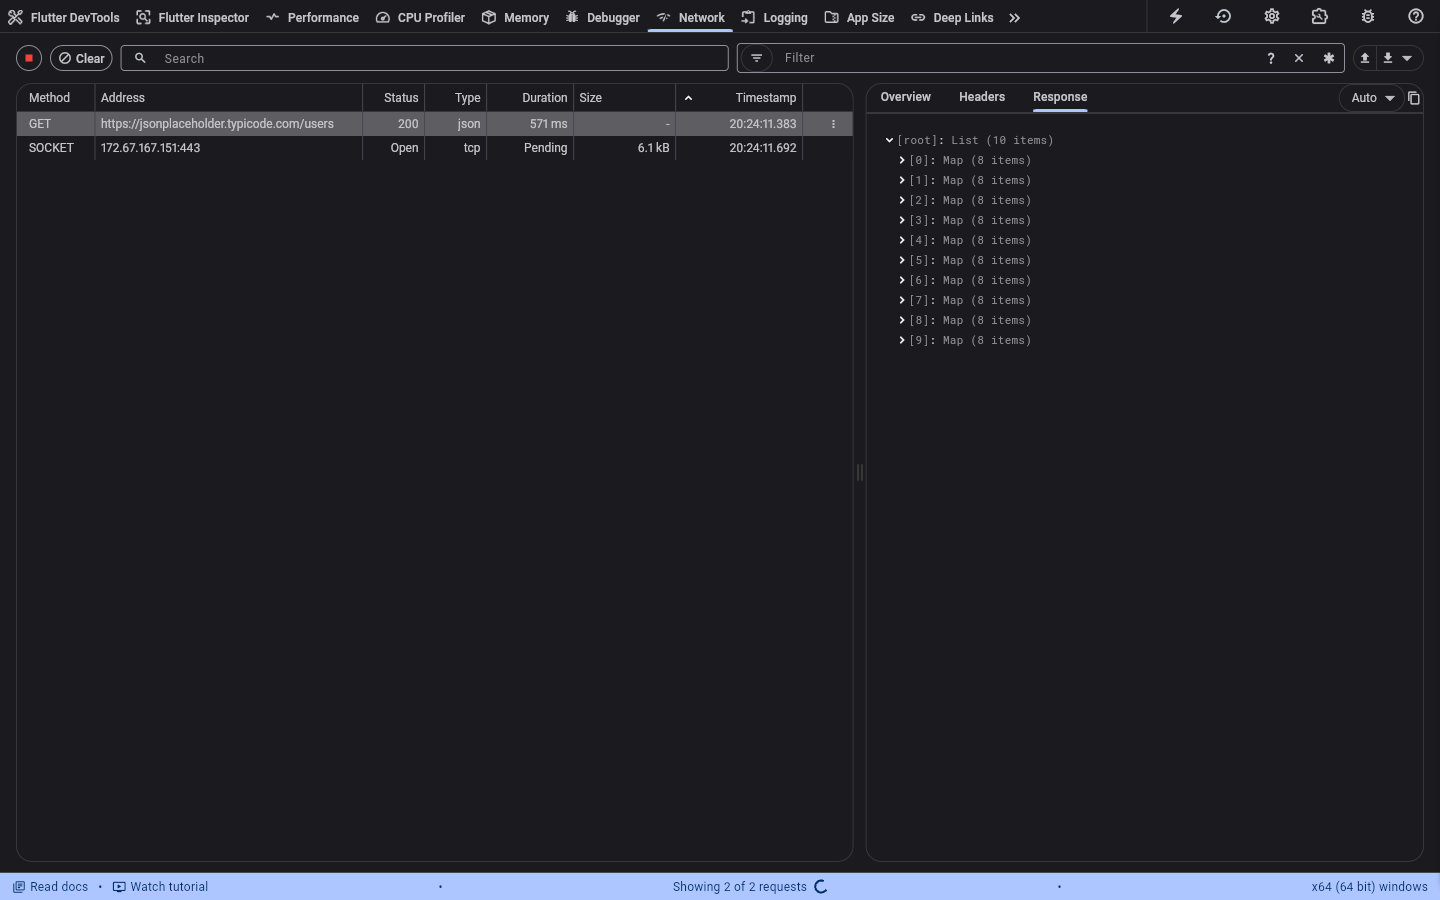 Flutter DevTools Flutter Inspector Performance CPU Profiler Memory Debugger Network Logging App Size Deep Links
Clear Search Filter ?
Method Address Status Type Duration Size Timestamp
GET https://jsonplaceholder.typicode.com/users 200 json 571 ms - 20:24:11.383
SOCKET 172.67.167.151:443 Open tcp Pending 6.1 kB 20:24:11.692
Overview Headers Response Auto
[root]: List (10 items)
[0]: Map (8 items)
[1]: Map (8 items)
[2]: Map (8 items)
[3]: Map (8 items)
[4]: Map (8 items)
[5]: Map (8 items)
[6]: Map (8 items)
[7]: Map (8 items)
[8]: Map (8 items)
[9]: Map (8 items)
Read docs • Watch tutorial • Showing 2 of 2 requests • x64 (64 bit) windows